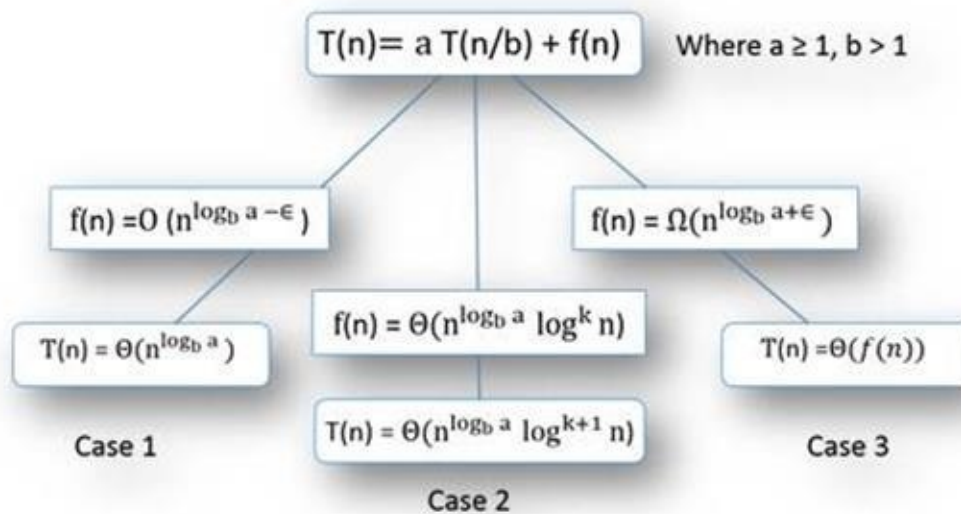 T(n)= a T(n/b) + f(n) Where a ≥ 1, b > 1
f(n) =O (n^{log_b a −ϵ} )
f(n) = Ω(n^{log_b a+ϵ} )
f(n) = Θ(n^{log_b a} log^k n)
T(n) = Θ(n^{log_b a} )
T(n) =Θ(f(n))
T(n) = Θ(n^{log_b a} log^{k+1} n)
Case 1
Case 3
Case 2